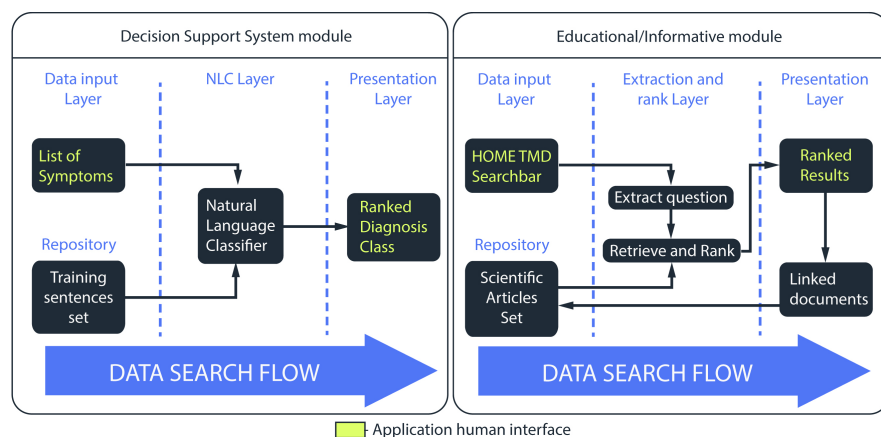 Decision Support System module
Data input
Layer
NLC Layer
Presentation
Layer
List of
Symptoms
Natural
Language
Classifier
Ranked
Diagnosis
Class
Repository
Training
sentences
set
DATA SEARCH FLOW
Educational/Informative module
Data input
Layer
Extraction and
rank Layer
Presentation
Layer
HOME TMD
Searchbar
Extract question
Ranked
Results
Retrieve and Rank
Repository
Scientific
Articles
Set
Linked
documents
DATA SEARCH FLOW
- Application human interface